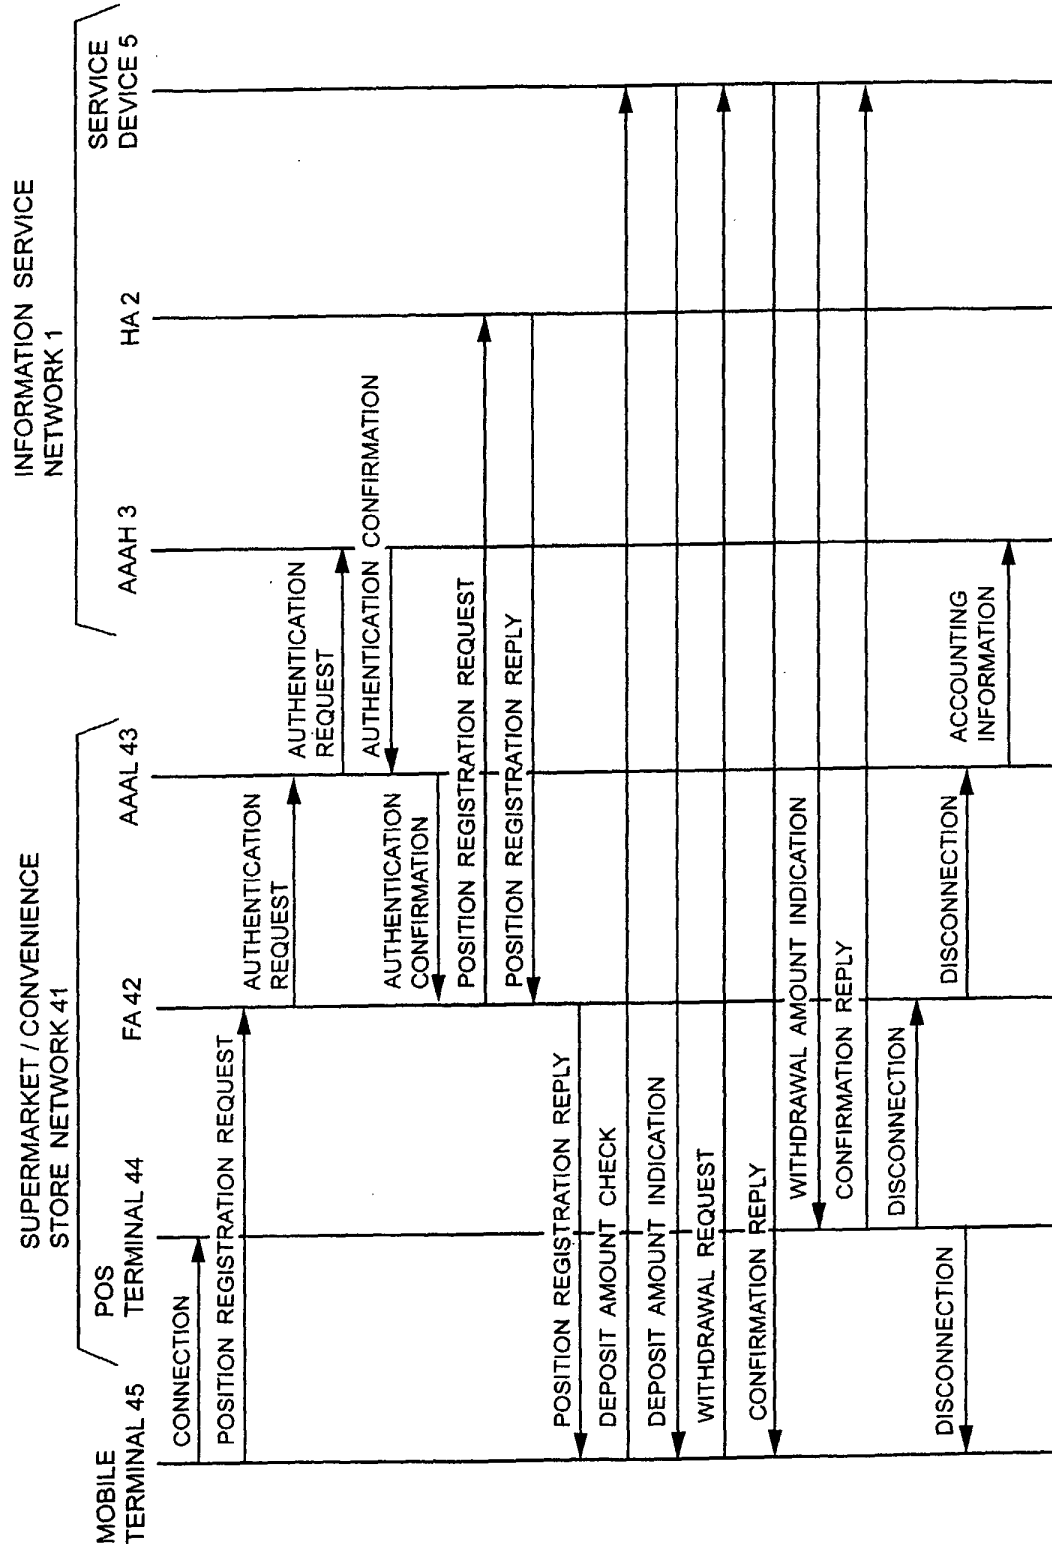 SUPERMARKET / CONVENIENCE
STORE NETWORK 41
INFORMATION SERVICE
NETWORK 1
MOBILE
TERMINAL 45
POS
TERMINAL 44
FA 42
AAAL 43
AAAH 3
HA 2
SERVICE
DEVICE 5
CONNECTION
POSITION REGISTRATION REQUEST
AUTHENTICATION
REQUEST
AUTHENTICATION
REQUEST
AUTHENTICATION CONFIRMATION
AUTHENTICATION
CONFIRMATION
POSITION REGISTRATION REQUEST
POSITION REGISTRATION REPLY
POSITION REGISTRATION REPLY
DEPOSIT AMOUNT CHECK
DEPOSIT AMOUNT INDICATION
WITHDRAWAL REQUEST
CONFIRMATION REPLY
WITHDRAWAL AMOUNT INDICATION
CONFIRMATION REPLY
DISCONNECTION
DISCONNECTION
DISCONNECTION
ACCOUNTING
INFORMATION